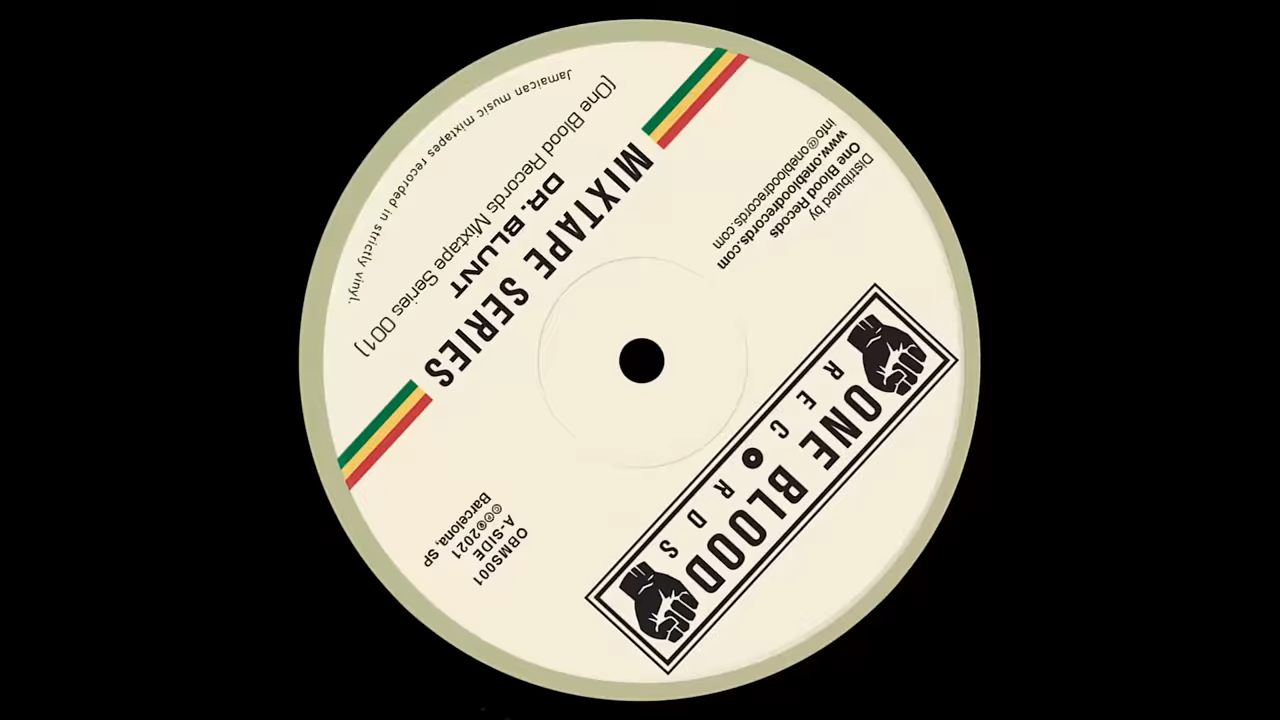 ONE BLOOD
RECORDS
OBMS001
A-SIDE
2021
Barcelona, SP
Distributed by
One Blood Recods
www.onebloodrecords.com
info@onebloodrecords.com
MIXTAPE SERIES
DR. BLUNT
[One Blood Records Mixtape Series 001]
Jamaican music mixtapes recorded in strictly vinyl.